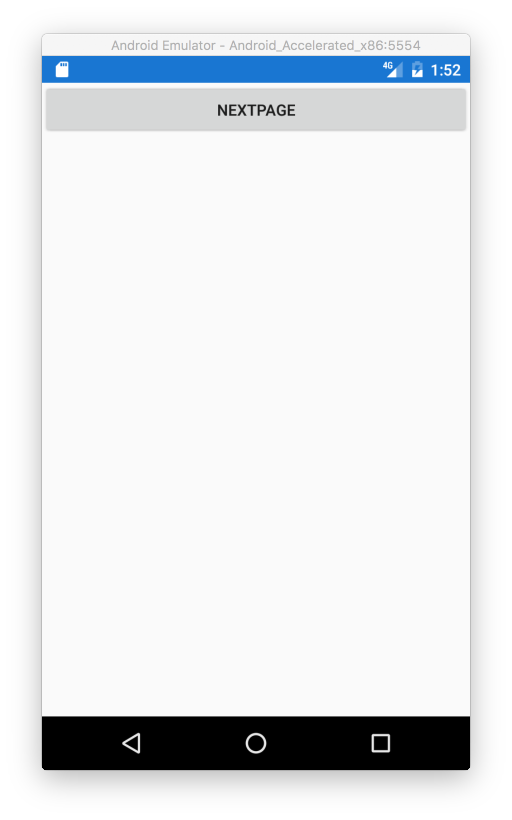 Android Emulator - Android_Accelerated_x86:5554
4G 1:52
NEXTPAGE